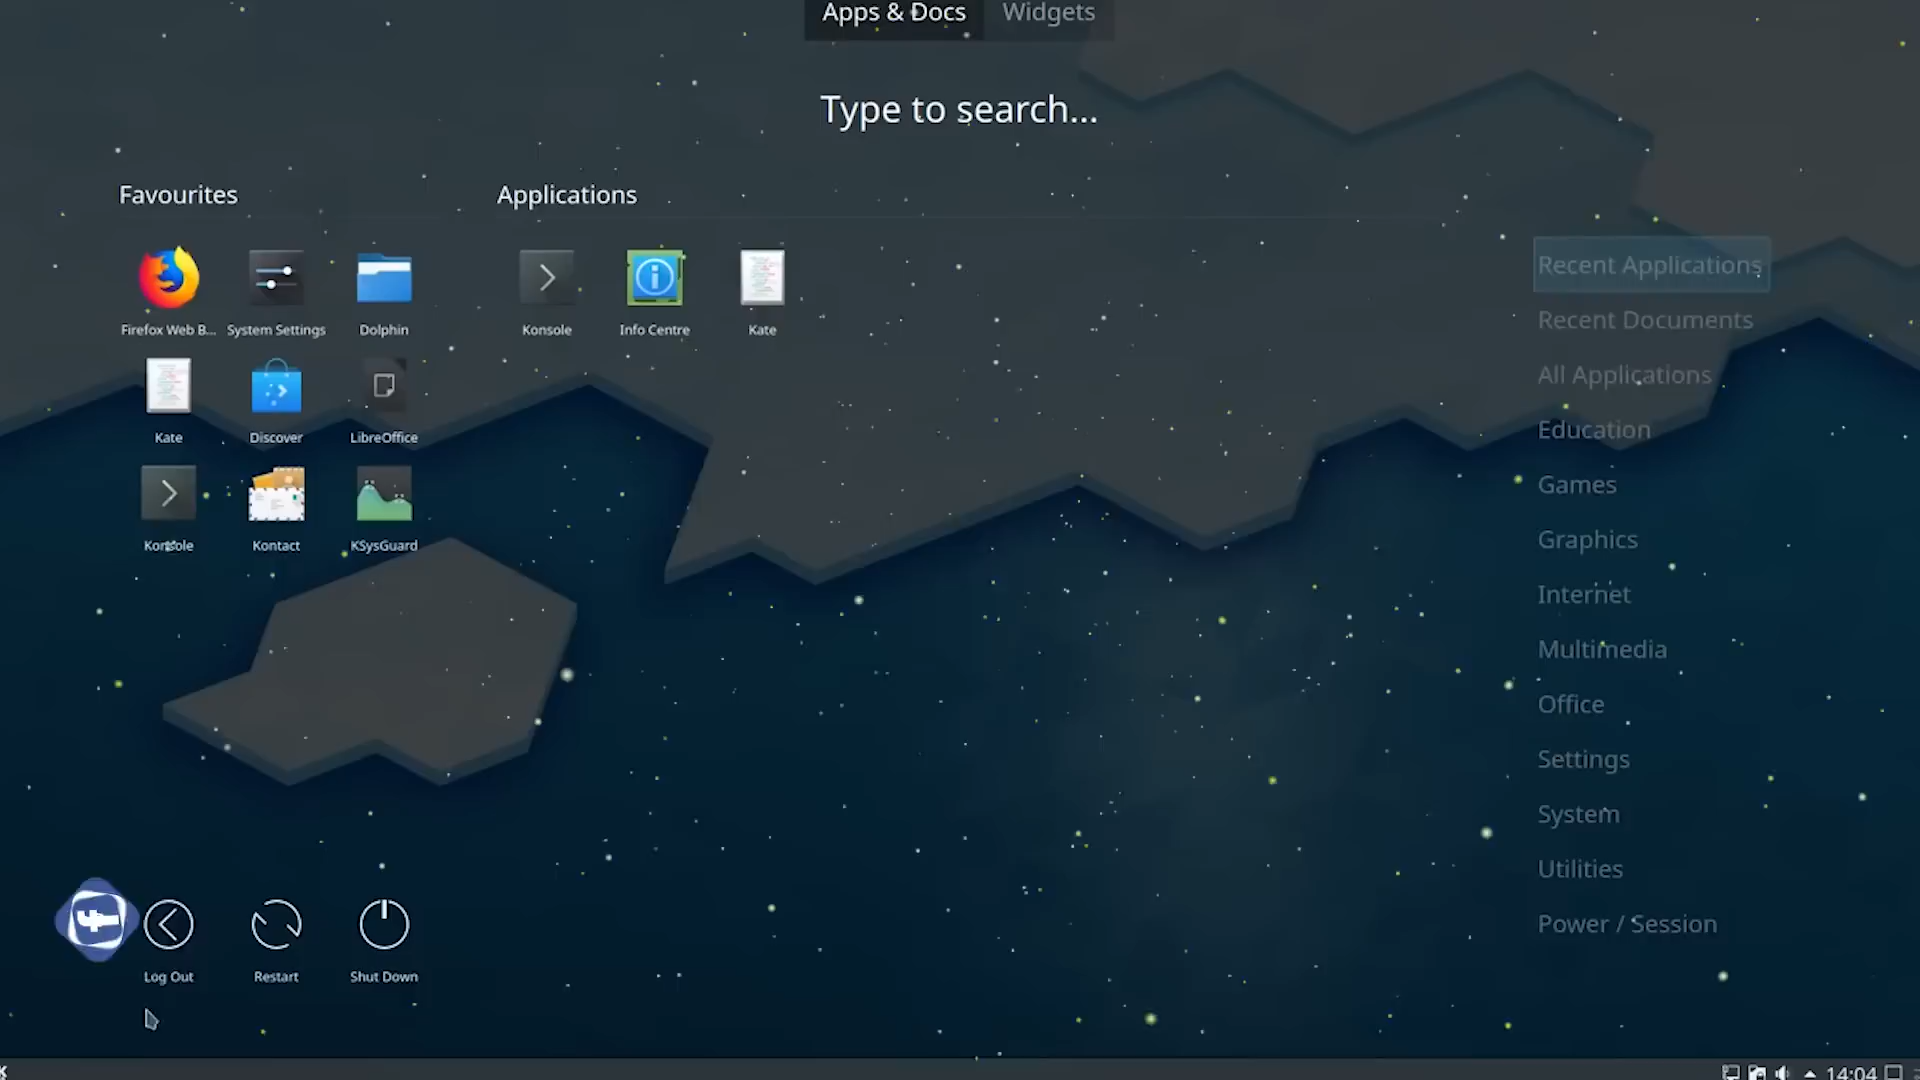 Apps & Docs Widgets
Type to search...
Favourites Applications
Firefox Web B... System Settings Dolphin Konsole Info Centre Kate
Kate Discover LibreOffice
Konsole Kontact KSysGuard
Recent Applications
Recent Documents
All Applications
Education
Games
Graphics
Internet
Multimedia
Office
Settings
System
Utilities
Power / Session
Log Out Restart Shut Down
14:04